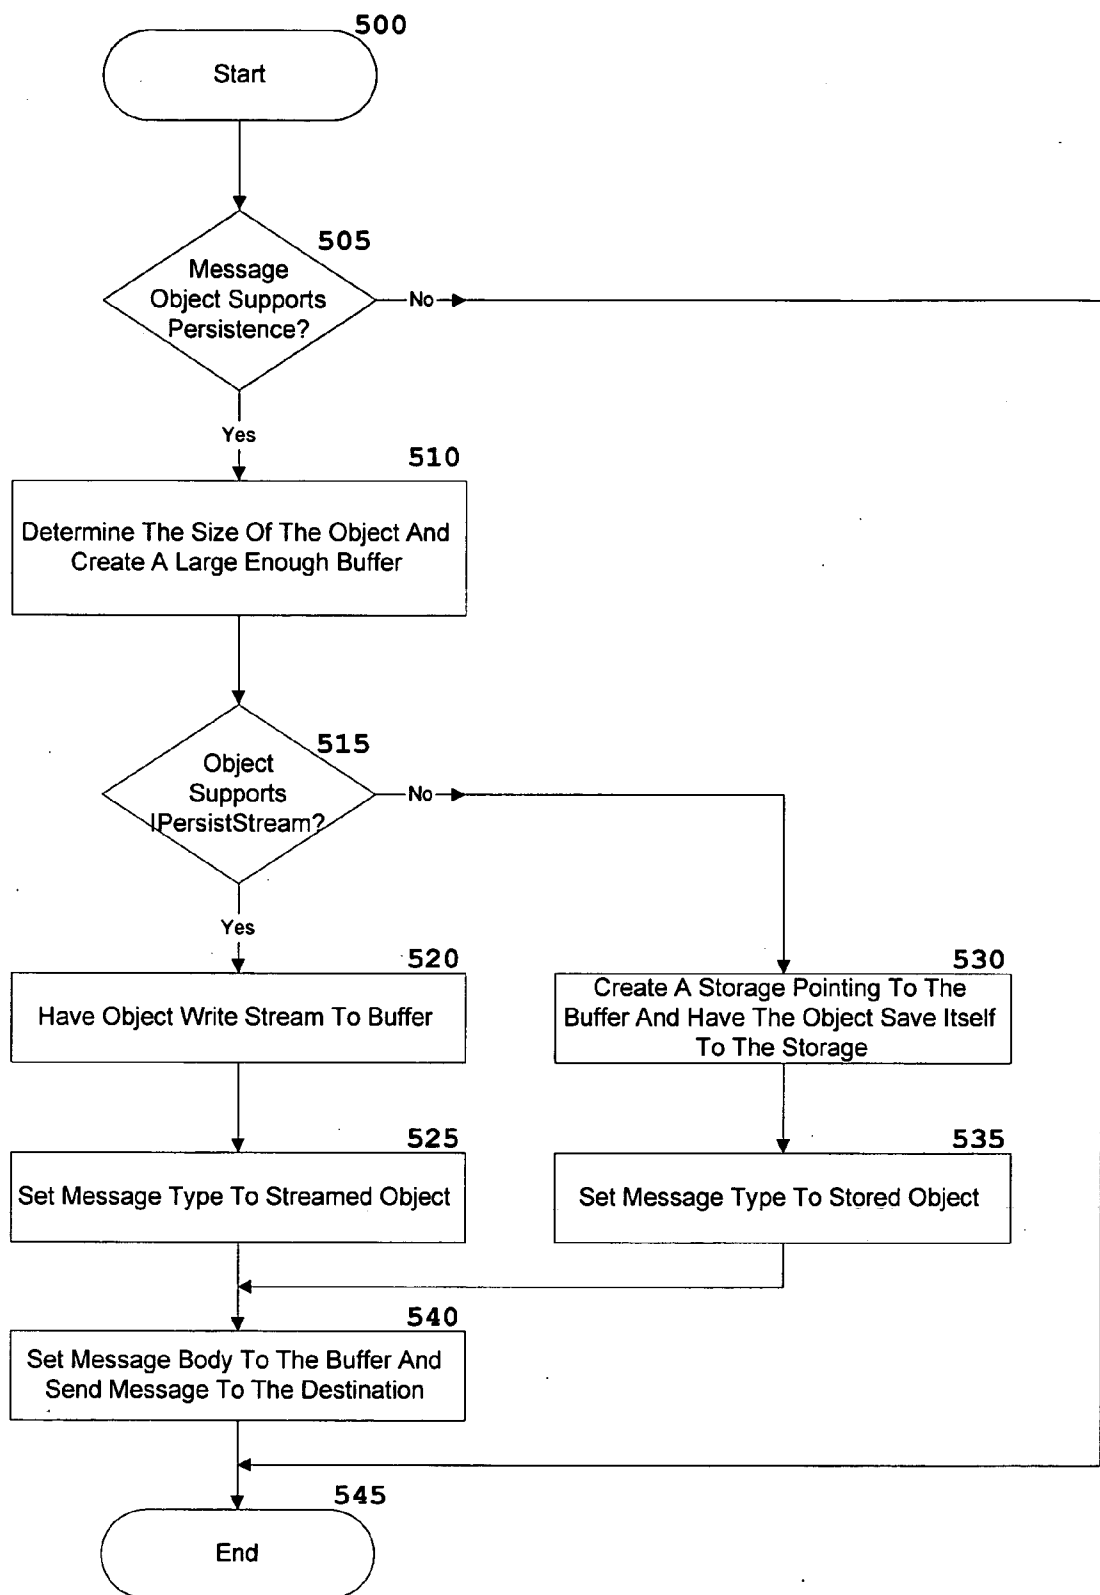 500
Start
505
Message
Object Supports
Persistence?
No
Yes
510
Determine The Size Of The Object And
Create A Large Enough Buffer
515
Object
Supports
IPersistStream?
No
Yes
520
Have Object Write Stream To Buffer
530
Create A Storage Pointing To The
Buffer And Have The Object Save Itself
To The Storage
525
Set Message Type To Streamed Object
535
Set Message Type To Stored Object
540
Set Message Body To The Buffer And
Send Message To The Destination
545
End